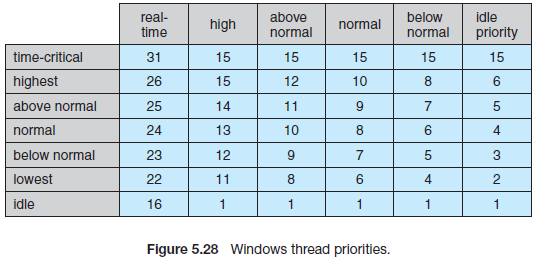 real-time high above normal normal below normal idle priority
time-critical 31 15 15 15 15 15
highest 26 15 12 10 8 6
above normal 25 14 11 9 7 5
normal 24 13 10 8 6 4
below normal 23 12 9 7 5 3
lowest 22 11 8 6 4 2
idle 16 1 1 1 1 1
Figure 5.28 Windows thread priorities.